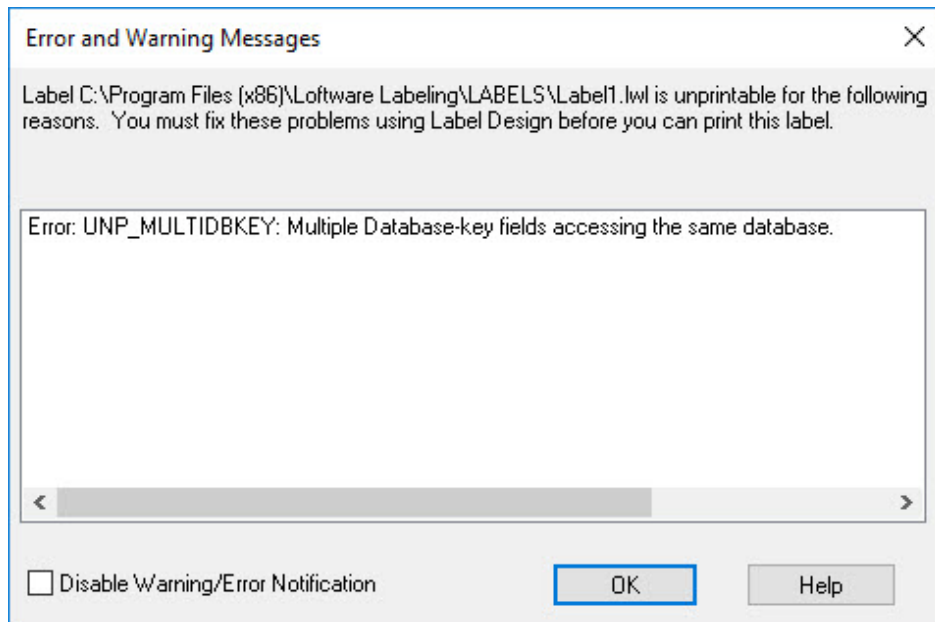 Error and Warning Messages
Label C:\Program Files (x86)\Loftware Labeling\LABELS\Label1.lwl is unprintable for the following
reasons.  You must fix these problems using Label Design before you can print this label.
Error: UNP_MULTIDBKEY: Multiple Database-key fields accessing the same database.
Disable Warning/Error Notification
OK
Help